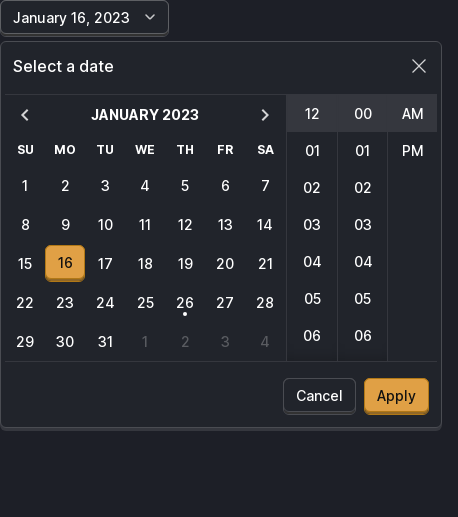 January 16, 2023
Select a date
JANUARY 2023
SU MO TU WE TH FR SA
1 2 3 4 5 6 7
8 9 10 11 12 13 14
15 16 17 18 19 20 21
22 23 24 25 26 27 28
29 30 31 1 2 3 4
12 00 AM
01 01 PM
02 02
03 03
04 04
05 05
06 06
Cancel Apply